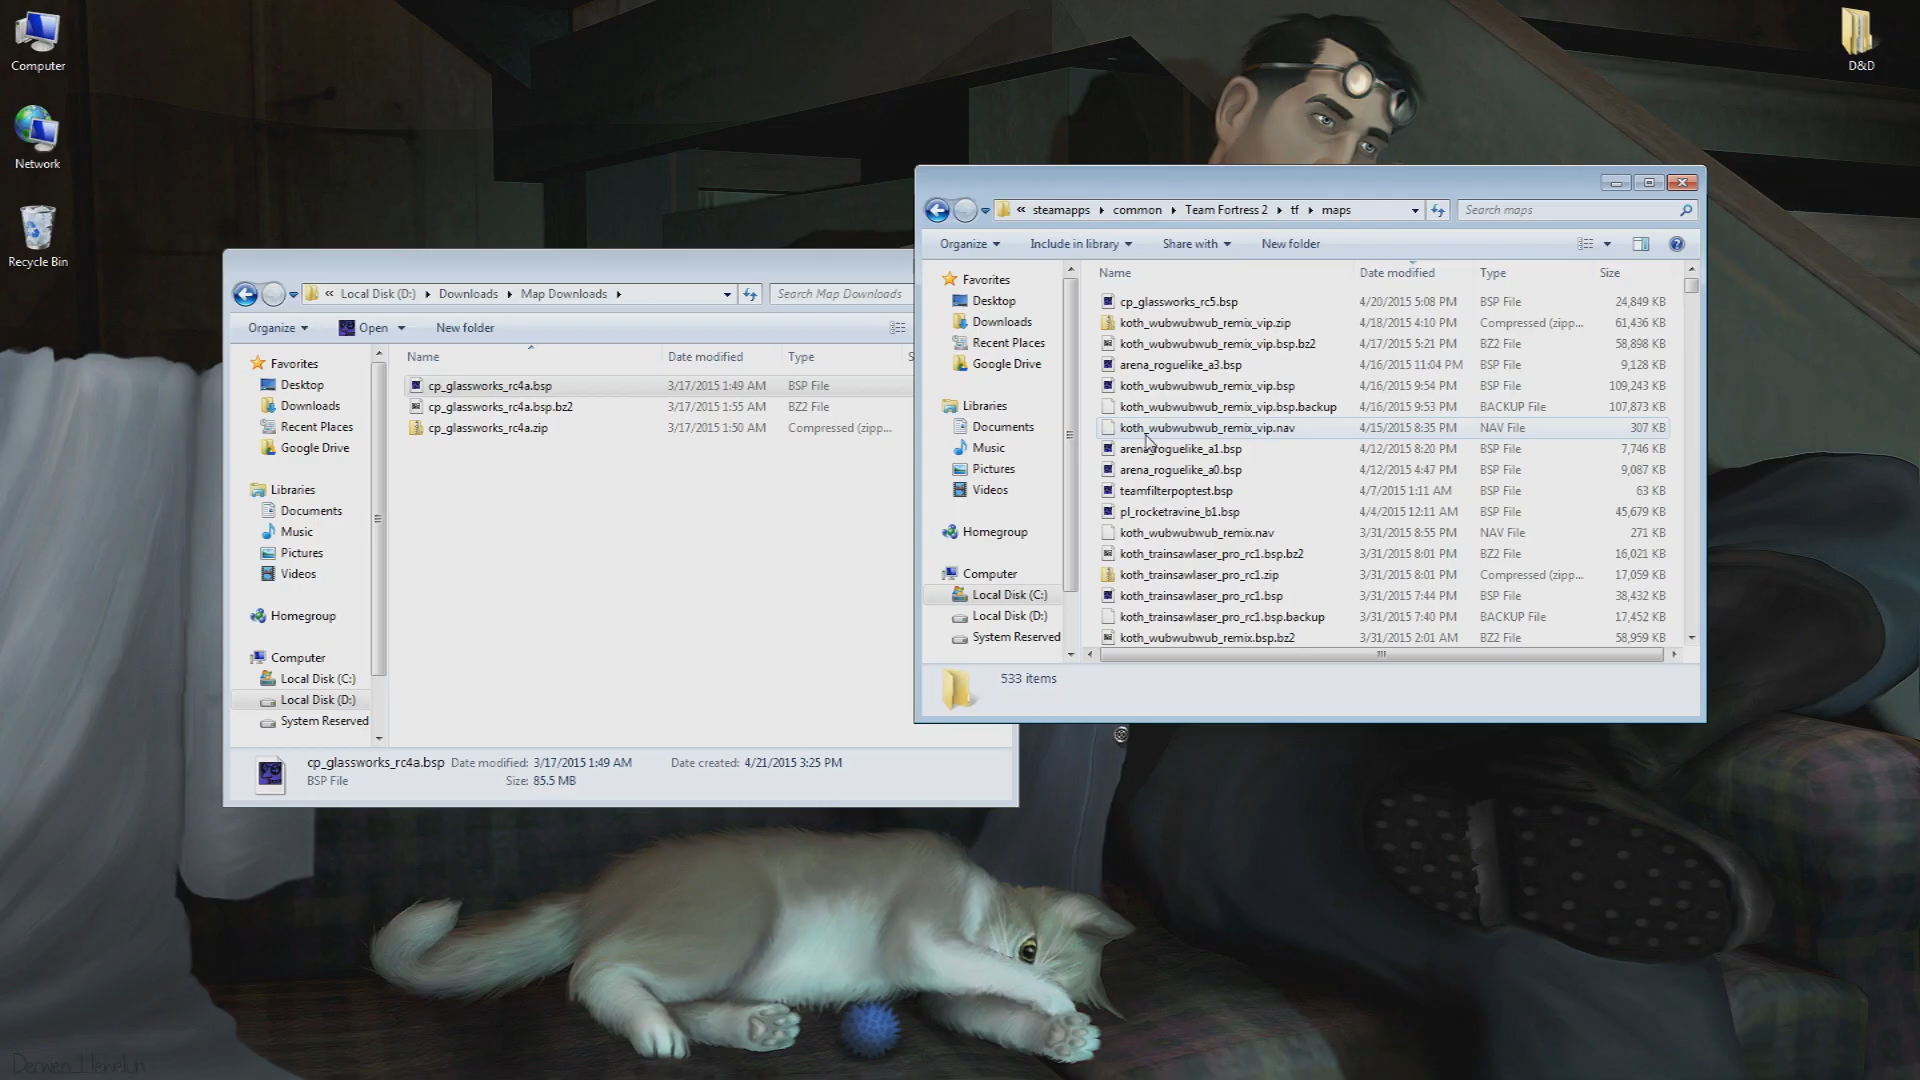 Computer
Network
Recycle Bin
D&D
« Local Disk (D:) Downloads Map Downloads
Search Map Downloads
Organize Open New folder
Favorites
Desktop
Downloads
Recent Places
Google Drive
Libraries
Documents
Music
Pictures
Videos
Homegroup
Computer
Local Disk (C:)
Local Disk (D:)
System Reserved
Name Date modified Type S
cp_glassworks_rc4a.bsp 3/17/2015 1:49 AM BSP File
cp_glassworks_rc4a.bsp.bz2 3/17/2015 1:55 AM BZ2 File
cp_glassworks_rc4a.zip 3/17/2015 1:50 AM Compressed (zipp...
cp_glassworks_rc4a.bsp Date modified: 3/17/2015 1:49 AM Date created: 4/21/2015 3:25 PM
BSP File Size: 85.5 MB
« steamapps common Team Fortress 2 tf maps
Search maps
Organize Include in library Share with New folder
Favorites
Desktop
Downloads
Recent Places
Google Drive
Libraries
Documents
Music
Pictures
Videos
Homegroup
Computer
Local Disk (C:)
Local Disk (D:)
System Reserved
Name Date modified Type Size
cp_glassworks_rc5.bsp 4/20/2015 5:08 PM BSP File 24,849 KB
koth_wubwubwub_remix_vip.zip 4/18/2015 4:10 PM Compressed (zipp... 61,436 KB
koth_wubwubwub_remix_vip.bsp.bz2 4/17/2015 5:21 PM BZ2 File 58,898 KB
arena_roguelike_a3.bsp 4/16/2015 11:04 PM BSP File 9,128 KB
koth_wubwubwub_remix_vip.bsp 4/16/2015 9:54 PM BSP File 109,243 KB
koth_wubwubwub_remix_vip.bsp.backup 4/16/2015 9:53 PM BACKUP File 107,873 KB
koth_wubwubwub_remix_vip.nav 4/15/2015 8:35 PM NAV File 307 KB
arena_roguelike_a1.bsp 4/12/2015 8:20 PM BSP File 7,746 KB
arena_roguelike_a0.bsp 4/12/2015 4:47 PM BSP File 9,087 KB
teamfilterpoptest.bsp 4/7/2015 1:11 AM BSP File 63 KB
pl_rocketravine_b1.bsp 4/4/2015 12:11 AM BSP File 45,679 KB
koth_wubwubwub_remix.nav 3/31/2015 8:55 PM NAV File 271 KB
koth_trainsawlaser_pro_rc1.bsp.bz2 3/31/2015 8:01 PM BZ2 File 16,021 KB
koth_trainsawlaser_pro_rc1.zip 3/31/2015 8:01 PM Compressed (zipp... 17,059 KB
koth_trainsawlaser_pro_rc1.bsp 3/31/2015 7:44 PM BSP File 38,432 KB
koth_trainsawlaser_pro_rc1.bsp.backup 3/31/2015 7:40 PM BACKUP File 17,452 KB
koth_wubwubwub_remix.bsp.bz2 3/31/2015 2:01 AM BZ2 File 58,959 KB
533 items